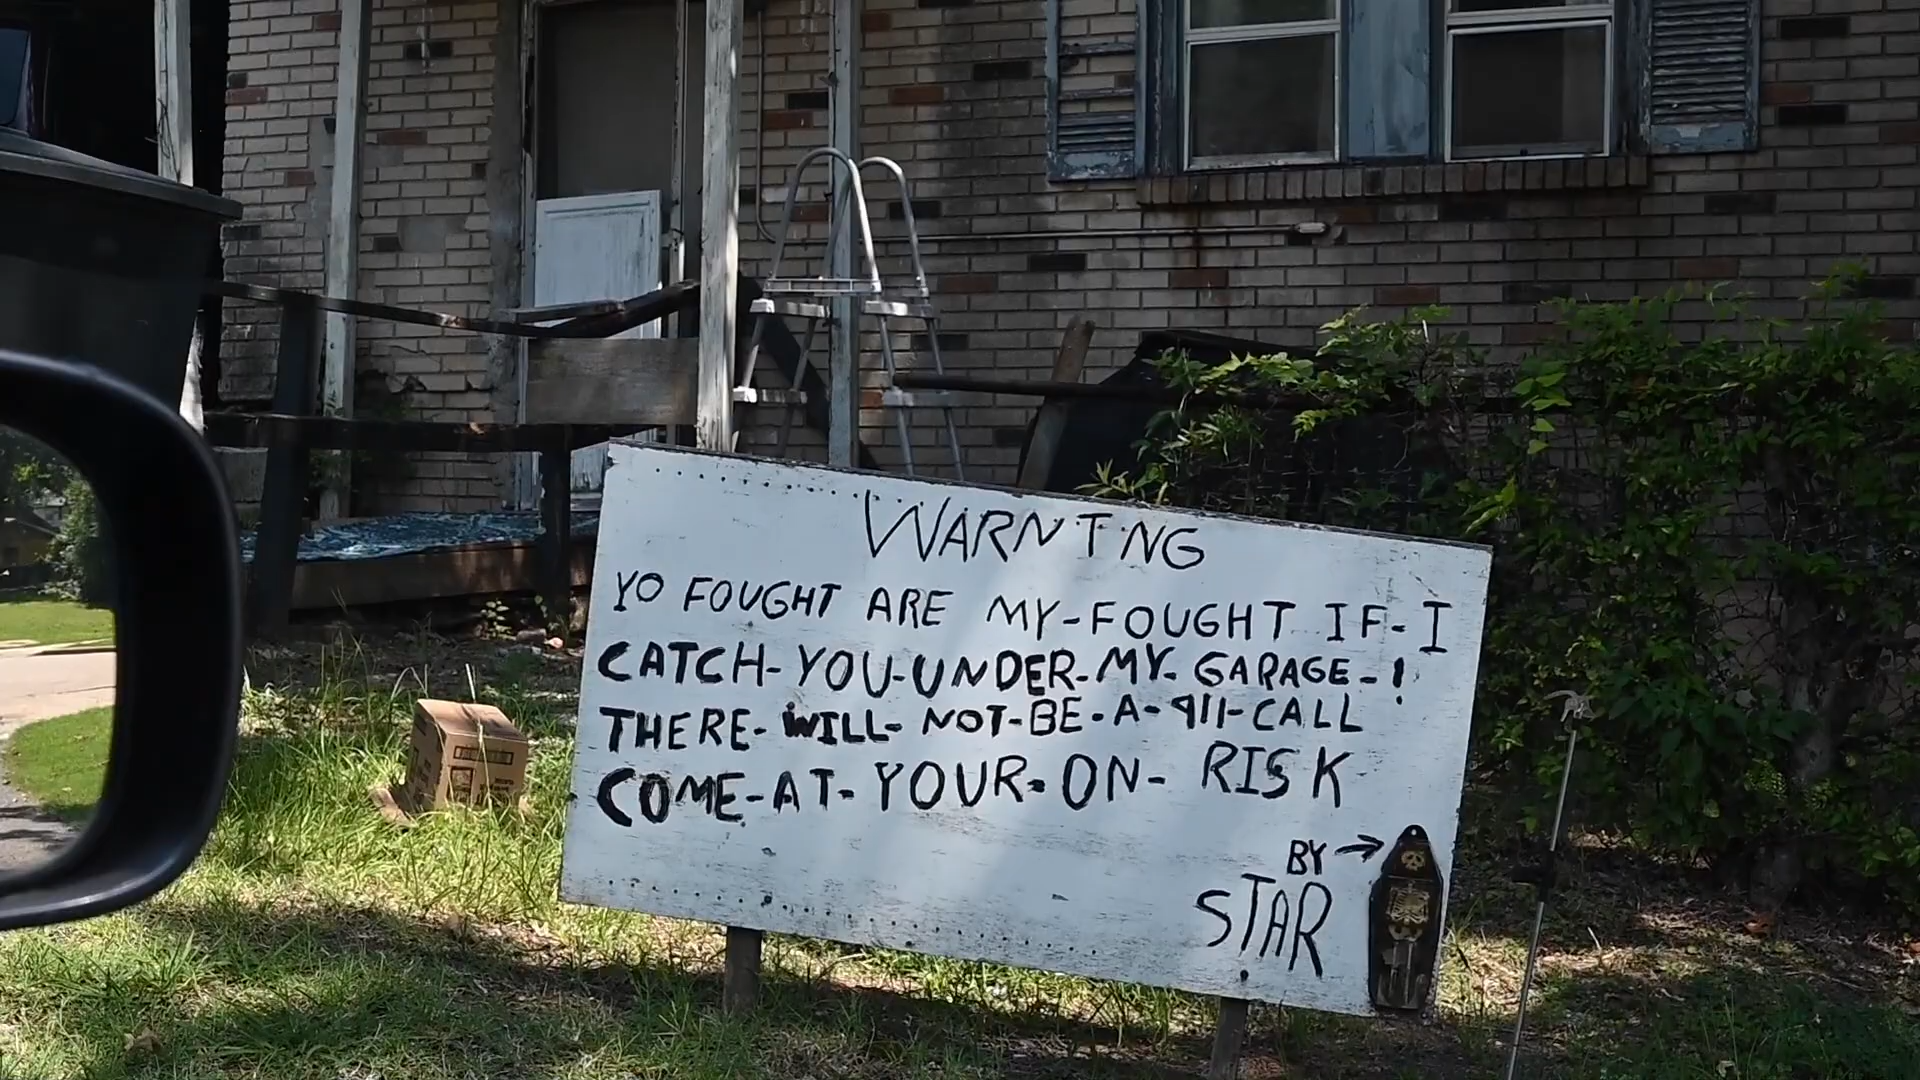 WARNING
YO FOUGHT ARE MY-FOUGHT IF-I
CATCH-YOU-UNDER-MY-GARAGE-!
THERE-WILL-NOT-BE-A-911-CALL
COME-AT-YOUR-ON-RISK
BY →
STAR